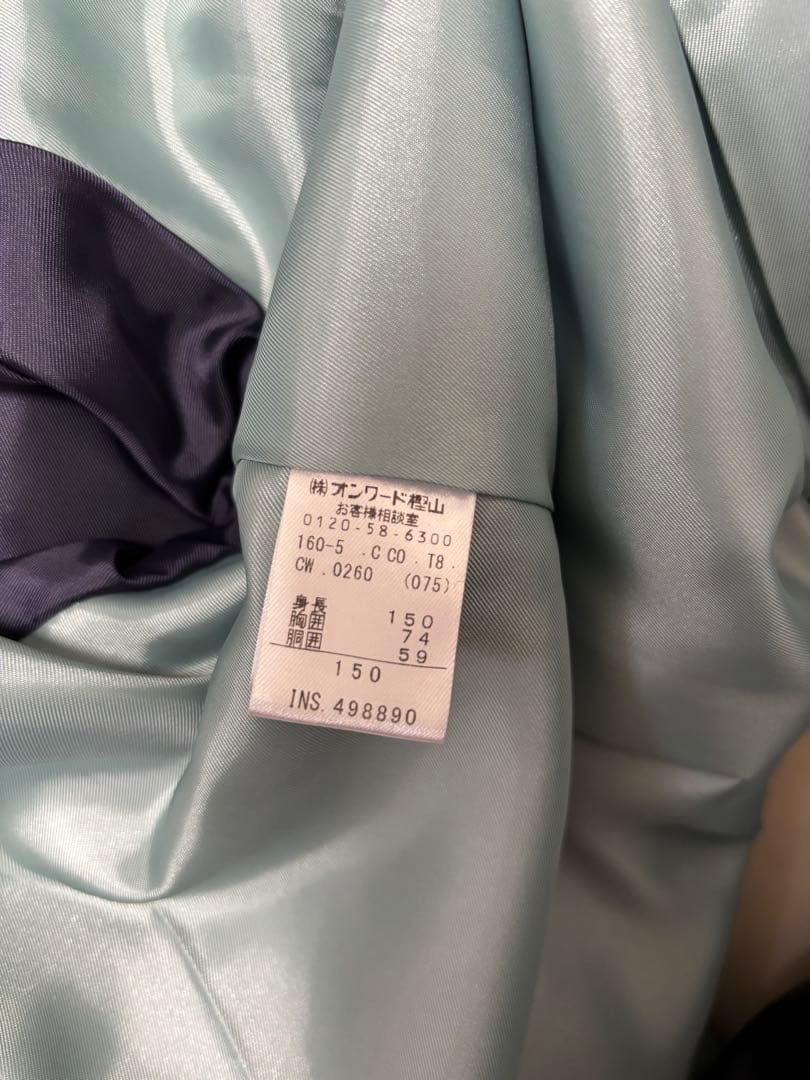 (株)オンワード樫山
お客様相談室
0120-58-6300
160-5 .C CO . T8 .
CW .0260 (075)
身長 150
胸囲 74
胴囲 59
150
INS. 498890